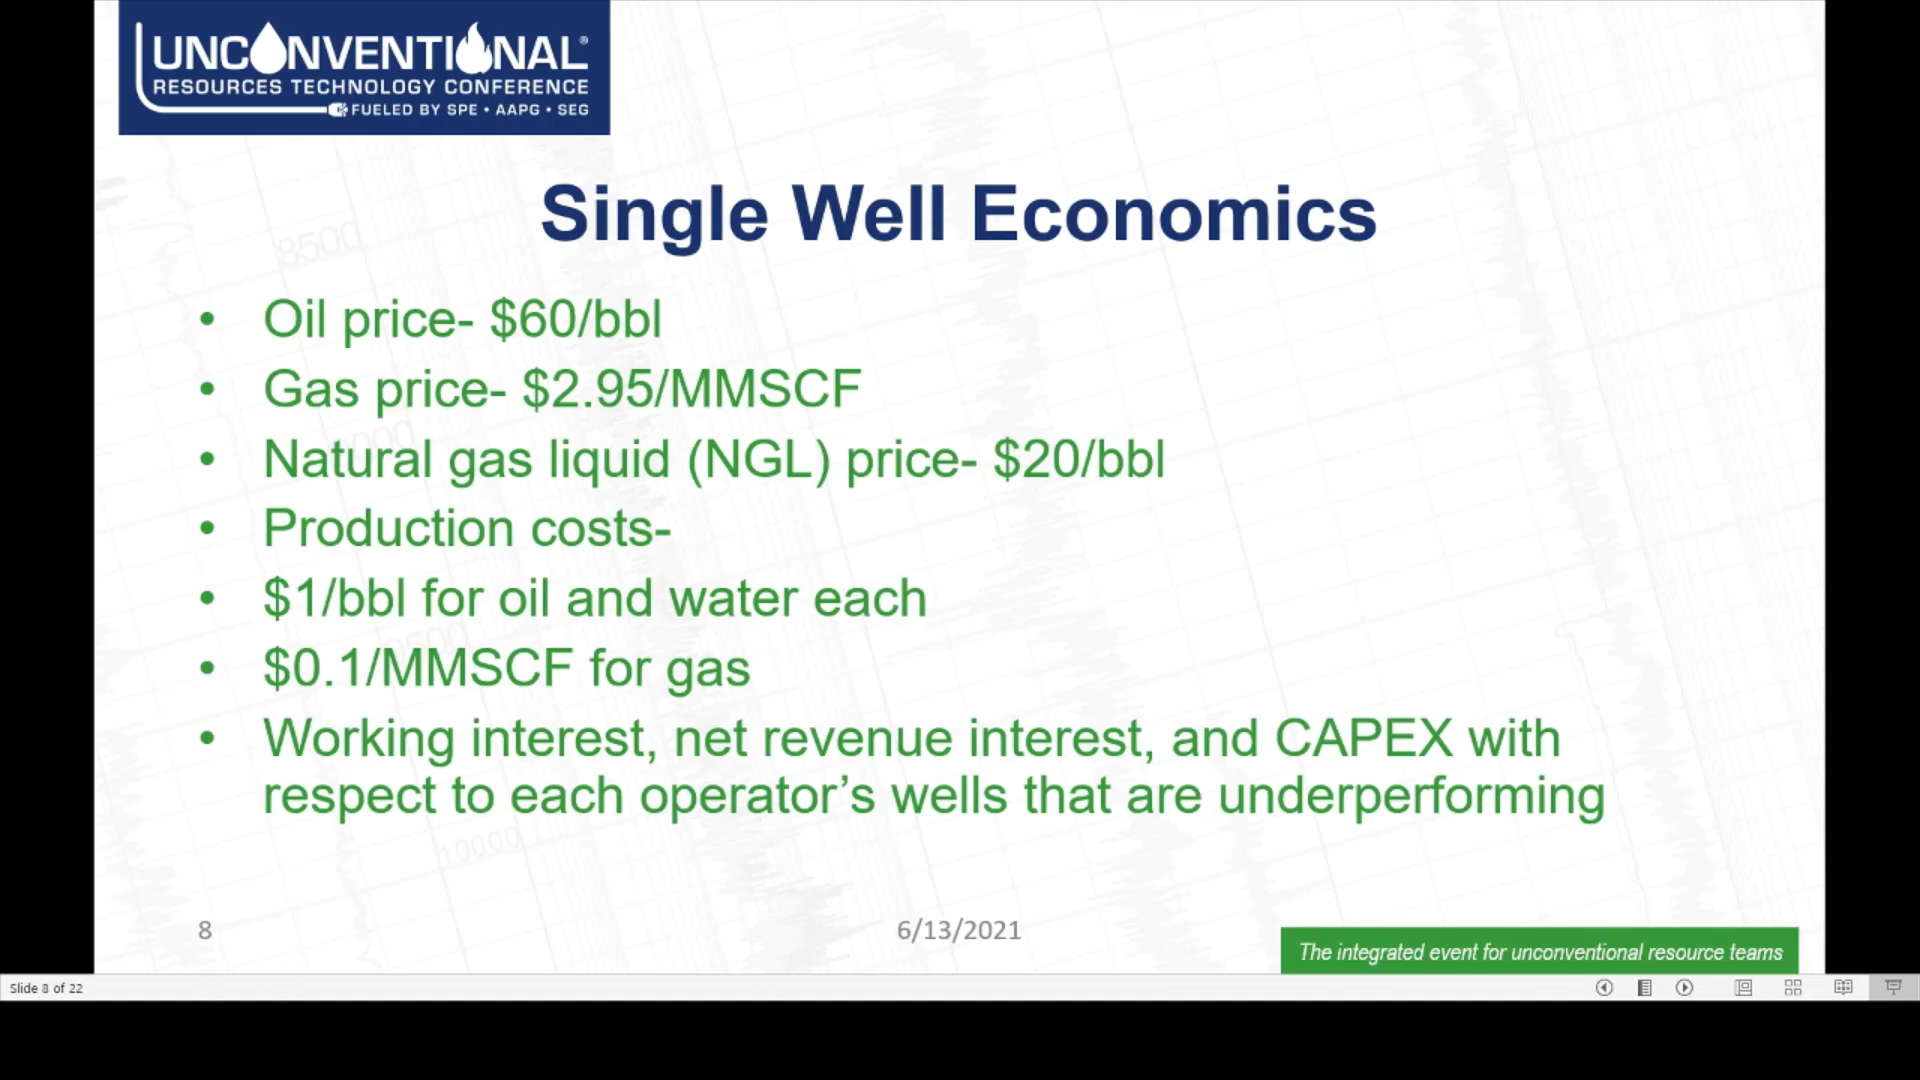 UNCONVENTIONAL®
RESOURCES TECHNOLOGY CONFERENCE
FUELED BY SPE • AAPG • SEG
8500
Single Well Economics
• Oil price- $60/bbl
• Gas price- $2.95/MMSCF
• Natural gas liquid (NGL) price- $20/bbl
• Production costs-
• $1/bbl for oil and water each
9500
• $0.1/MMSCF for gas
• Working interest, net revenue interest, and CAPEX with
respect to each operator’s wells that are underperforming
10000
8
6/13/2021
The integrated event for unconventional resource teams
Slide 8 of 22